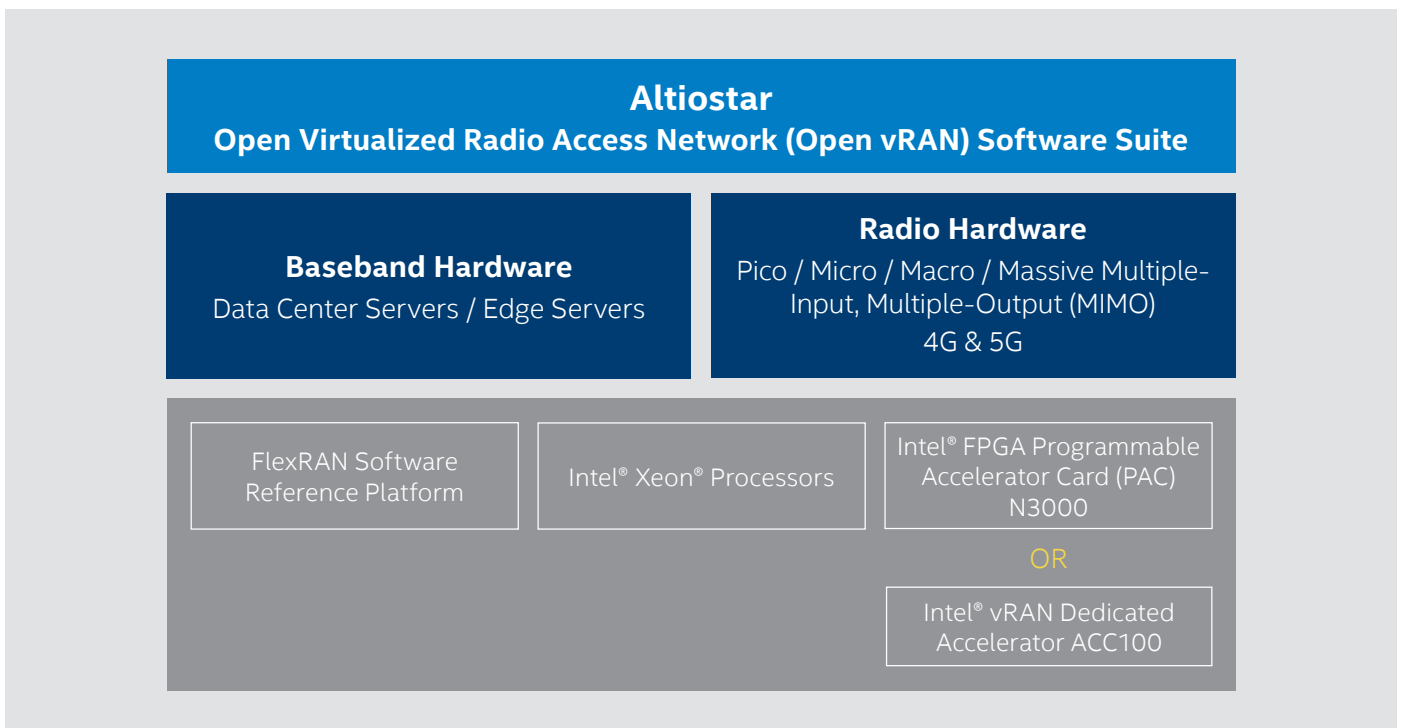 Altiostar
Open Virtualized Radio Access Network (Open vRAN) Software Suite
Baseband Hardware
Data Center Servers / Edge Servers
Radio Hardware
Pico / Micro / Macro / Massive Multiple-
Input, Multiple-Output (MIMO)
4G & 5G
FlexRAN Software
Reference Platform
Intel® Xeon® Processors
Intel® FPGA Programmable
Accelerator Card (PAC)
N3000
OR
Intel® vRAN Dedicated
Accelerator ACC100